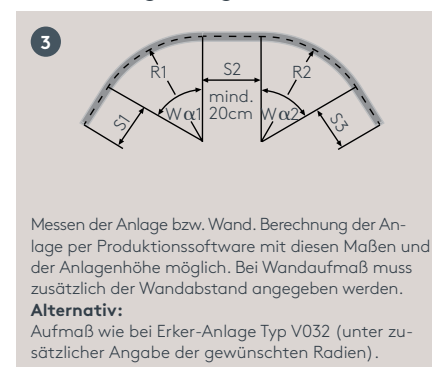 3
R1
S2
R2
mind.
20cm
Wα1
Wα2
S1
S3
Messen der Anlage bzw. Wand. Berechnung der An-
lage per Produktionssoftware mit diesen Maßen und
der Anlagenhöhe möglich. Bei Wandaufmaß muss
zusätzlich der Wandabstand angegeben werden.
Alternativ:
Aufmaß wie bei Erker-Anlage Typ V032 (unter zu-
sätzlicher Angabe der gewünschten Radien).